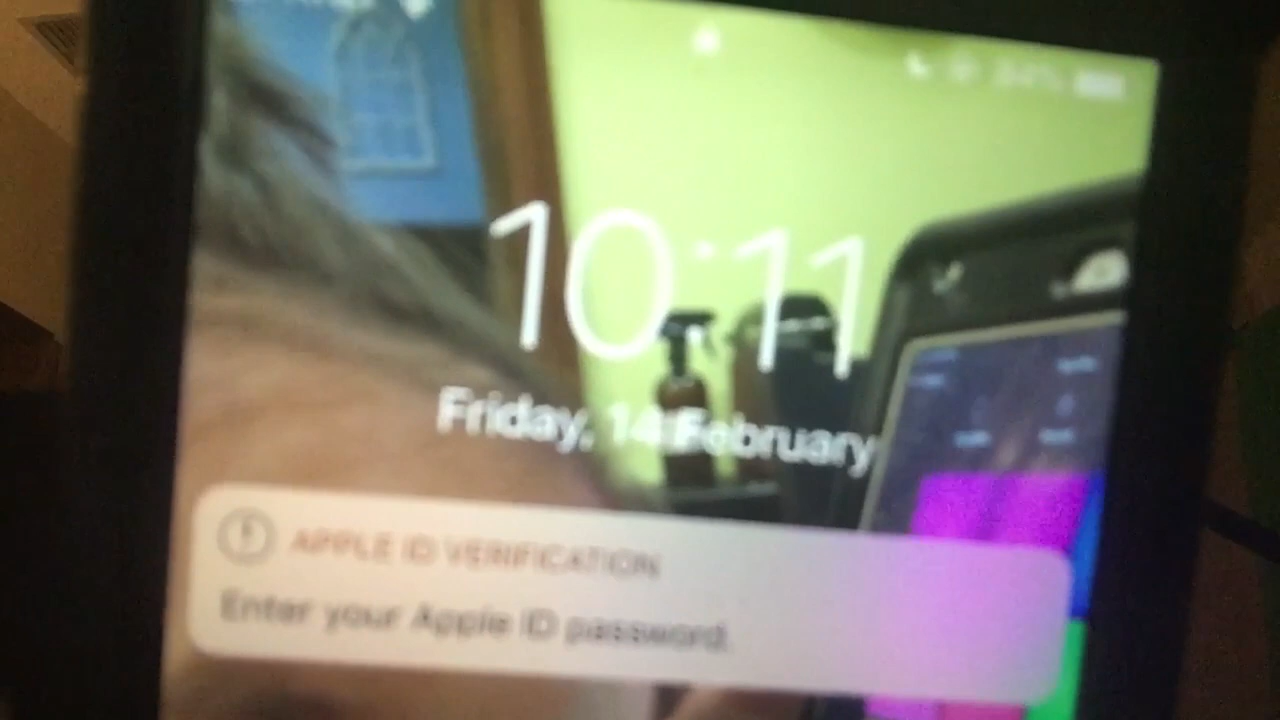 10:11
Friday, 14 February
APPLE ID VERIFICATION
Enter your Apple ID password.